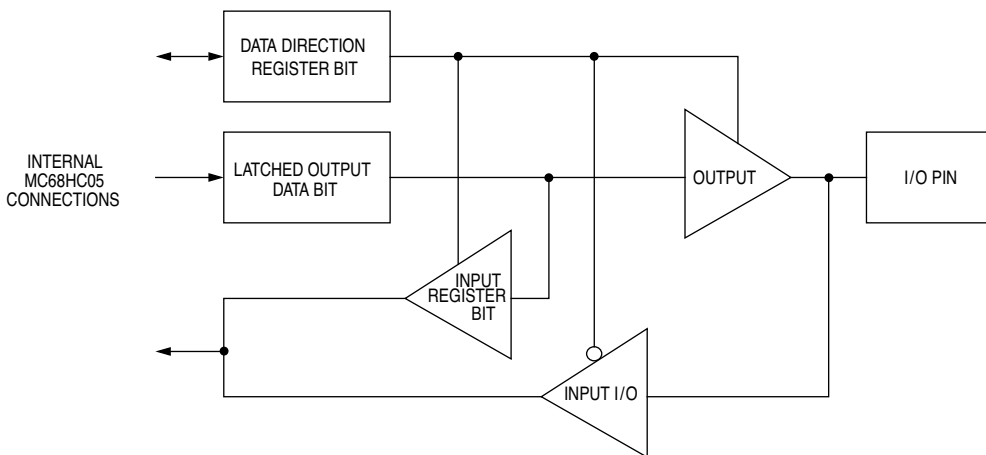 DATA DIRECTION
REGISTER BIT
INTERNAL
MC68HC05
CONNECTIONS
LATCHED OUTPUT
DATA BIT
OUTPUT
I/O PIN
INPUT
REGISTER
BIT
INPUT I/O